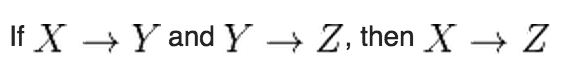 If X → Y and Y → Z, then X → Z